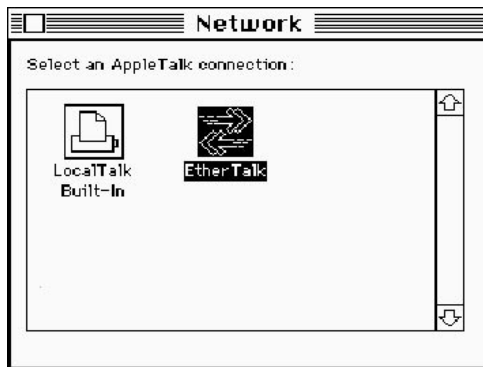 Network
Select an AppleTalk connection:
LocalTalk
Built-In
EtherTalk